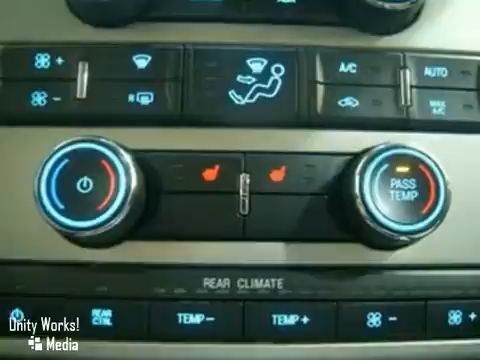 A/C
AUTO
R
MAX
A/C
PASS
TEMP
REAR CLIMATE
REAR
CTRL
TEMP-
TEMP+
Unity Works!
Media